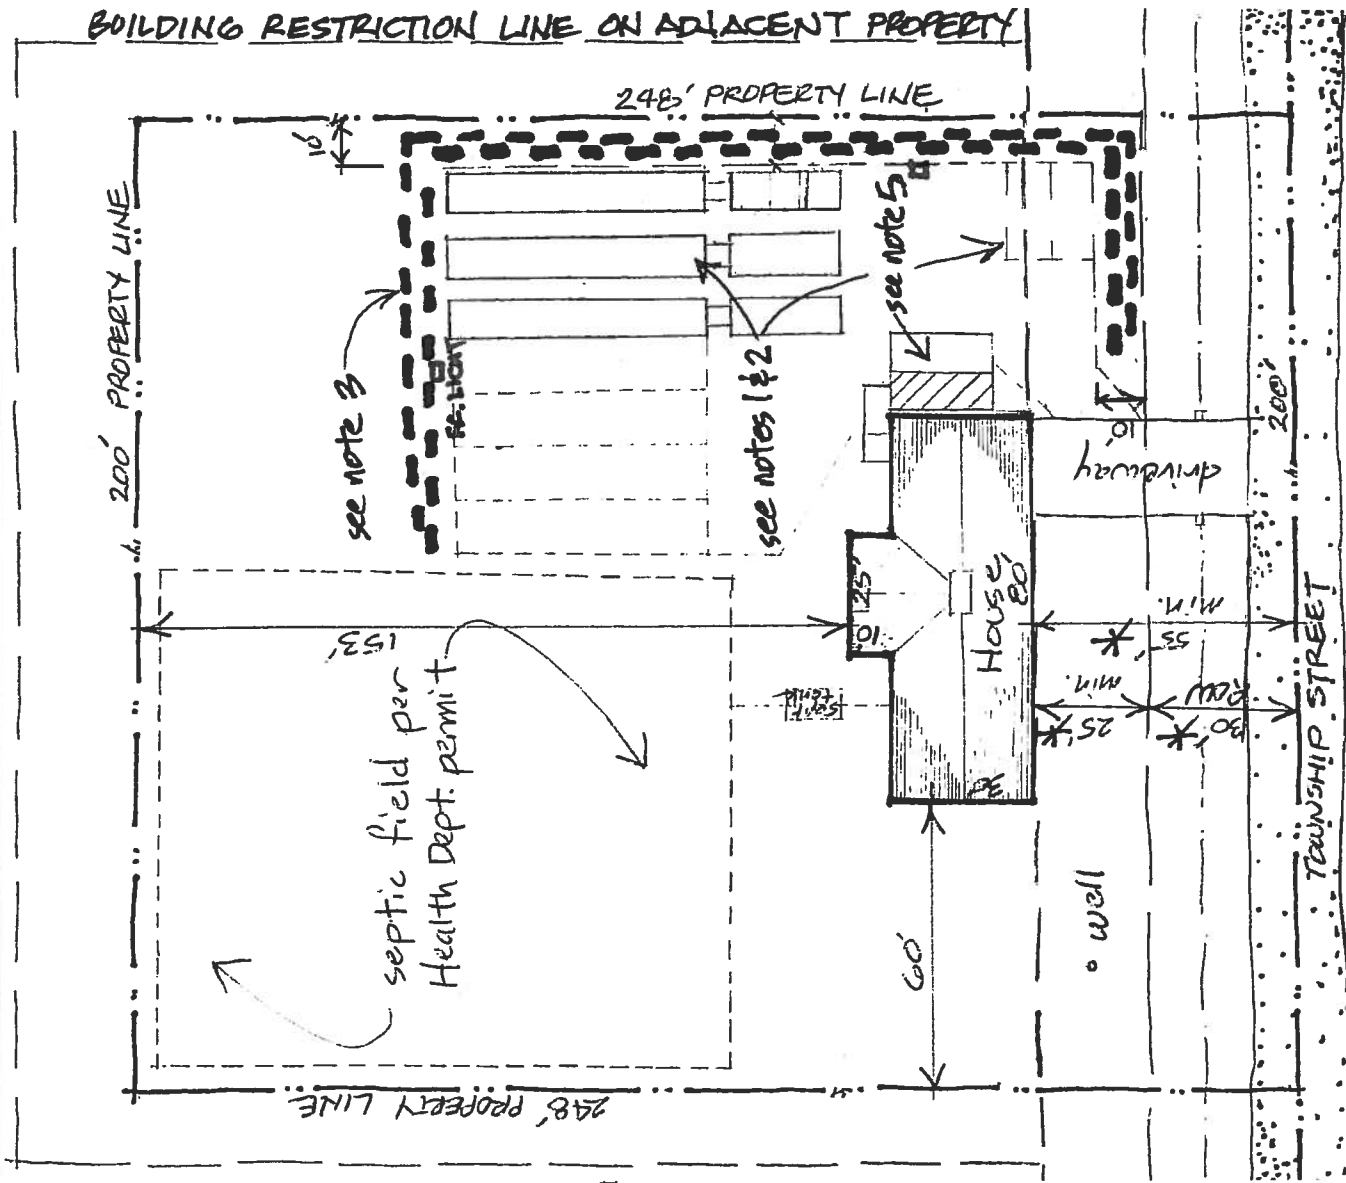 BUILDING RESTRICTION LINE ON ADJACENT PROPERTY
248' PROPERTY LINE
10'
200' PROPERTY LINE
see note 3
see notes 1 & 2
see note 5
driveway
10'
200'
House
80'
25'
10'
30'
153'
55'
min.
25'
min.
30'
ROW
TOWNSHIP STREET
septic field per
Health Dept. permit
60'
well
248' PROPERTY LINE